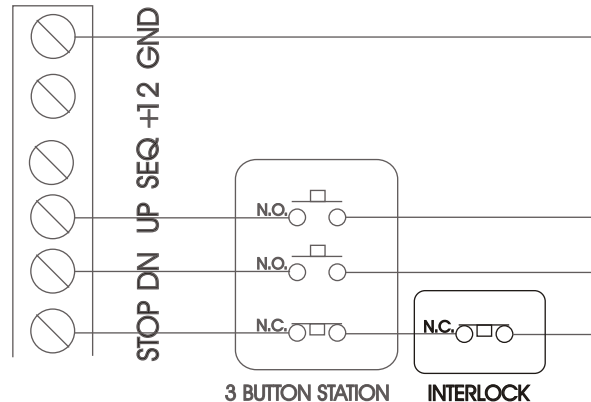 GND
+12
SEQ
UP
DN
STOP
N.O.
N.O.
N.C.
N.C.
3 BUTTON STATION
INTERLOCK